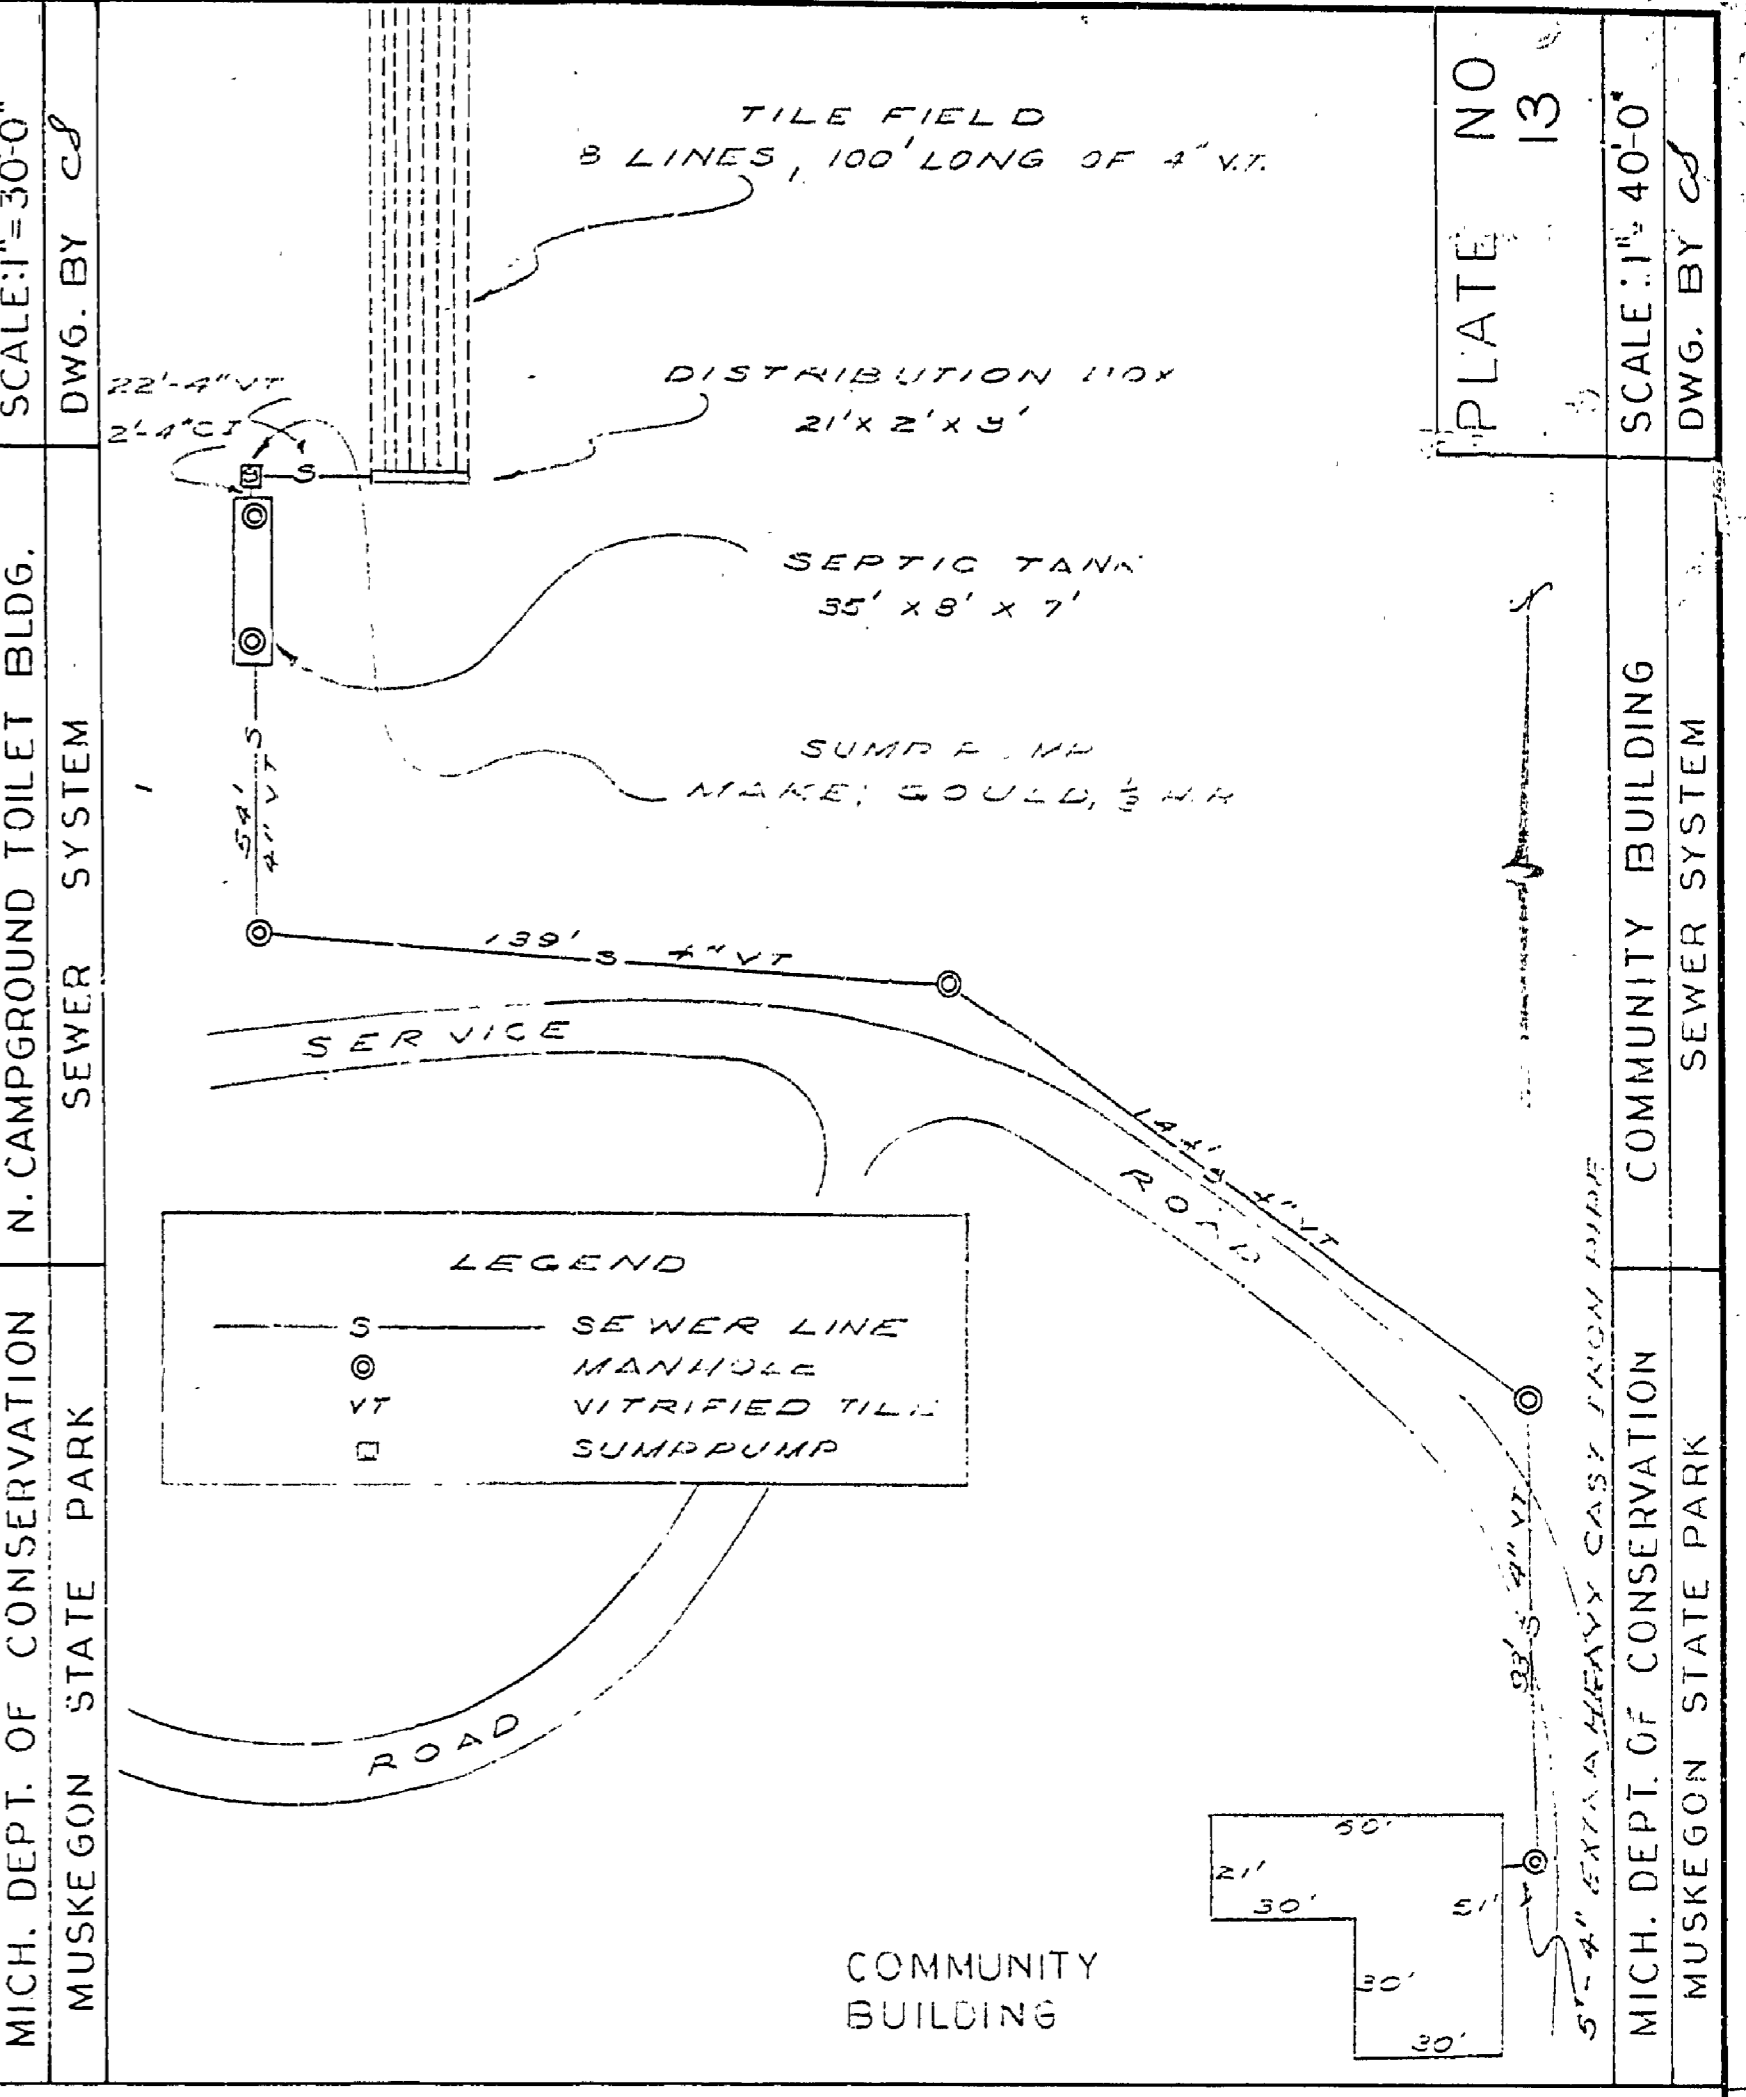 SCALE: 1"=30'-0"
DWG. BY
N. CAMPGROUND TOILET BLDG.
SEWER SYSTEM
MICH. DEPT. OF CONSERVATION
MUSKEGON STATE PARK
TILE FIELD
8 LINES, 100' LONG OF 4" V.T.
22'-4" VT
2'-4" CI
S
DISTRIBUTION BOX
21' X 2' X 3'
SEPTIC TANK
35' X 8' X 7'
SUMP
MAKE: GOULD, 1/3 H.P.
54' S
4" VT
139' S 4" VT
SERVICE
ROAD
144' S 4" VT
LEGEND
S SEWER LINE
MANHOLE
VT VITRIFIED TILE
SUMP PUMP
ROAD
93' S 4" VT
5'-4" EXTRA HEAVY CAST IRON PIPE
60'
21'
30'
51'
30'
30'
COMMUNITY
BUILDING
PLATE NO
13
SCALE: 1"=40'-0"
DWG. BY
COMMUNITY BUILDING
SEWER SYSTEM
MICH. DEPT. OF CONSERVATION
MUSKEGON STATE PARK